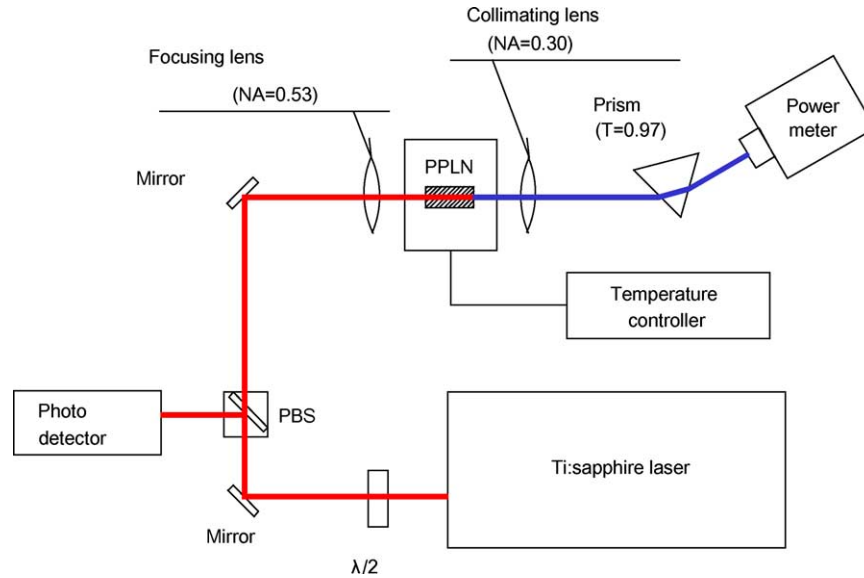 Collimating lens
(NA=0.30)
Focusing lens
(NA=0.53)
Prism
(T=0.97)
Power
meter
PPLN
Mirror
Temperature
controller
Photo
detector
PBS
Ti:sapphire laser
Mirror
λ/2